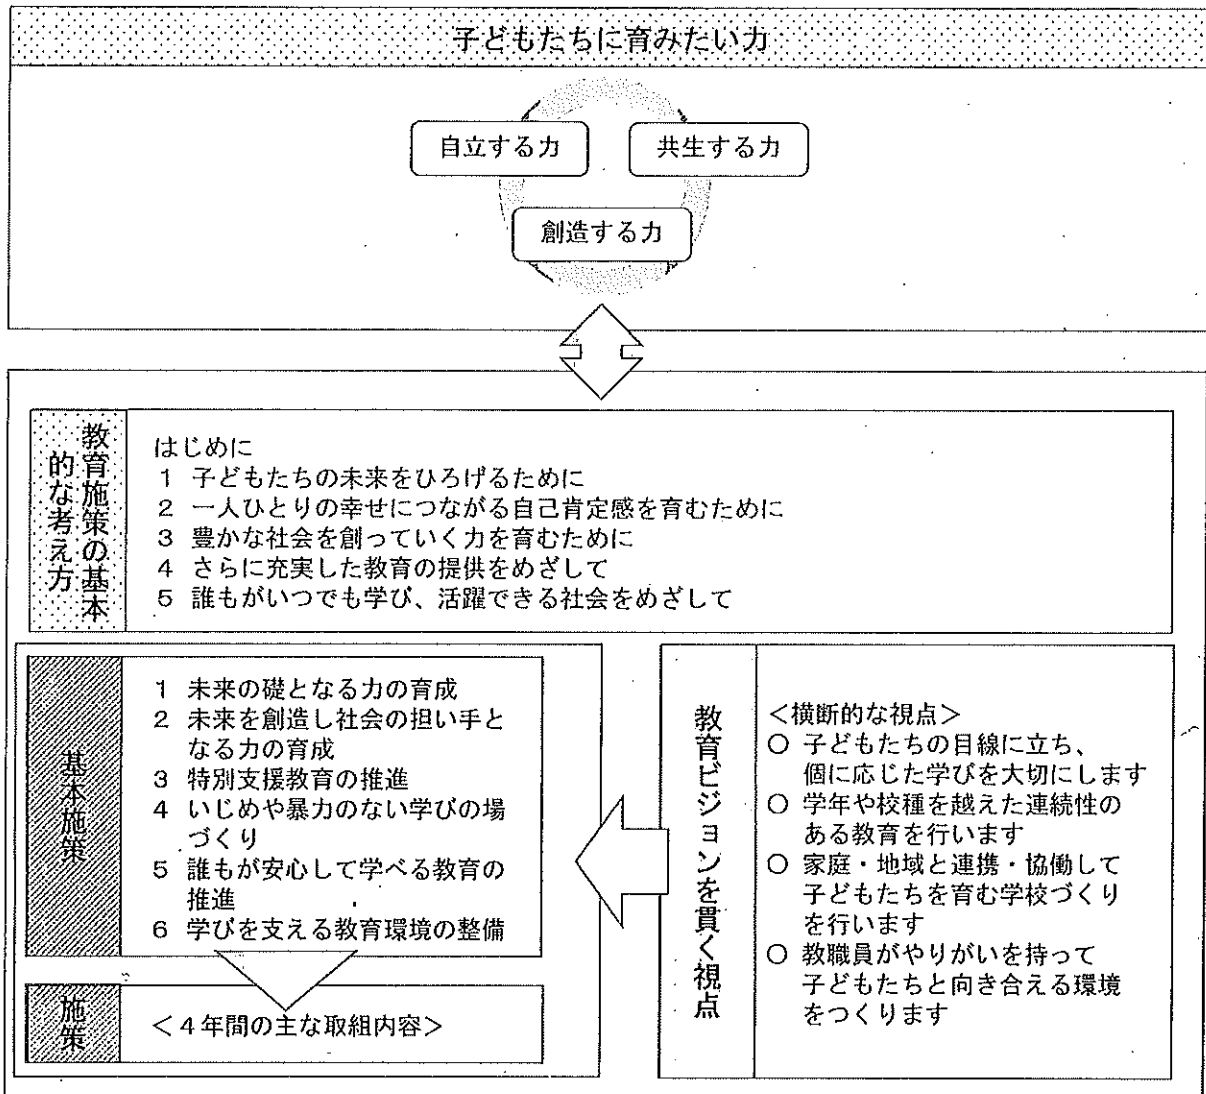 子どもたちに育みたい力
自立する力
共生する力
創造する力
教育施策の基本
的な考え方
はじめに
1 子どもたちの未来をひろげるために
2 一人ひとりの幸せにつながる自己肯定感を育むために
3 豊かな社会を創っていく力を育むために
4 さらに充実した教育の提供をめざして
5 誰もがいつでも学び、活躍できる社会をめざして
基本施策
1 未来の礎となる力の育成
2 未来を創造し社会の担い手と
なる力の育成
3 特別支援教育の推進
4 いじめや暴力のない学びの場
づくり
5 誰もが安心して学べる教育の
推進
6 学びを支える教育環境の整備
施策
＜４年間の主な取組内容＞
教育ビジョンを貫く視点
＜横断的な視点＞
○ 子どもたちの目線に立ち、
個に応じた学びを大切にします
○ 学年や校種を越えた連続性の
ある教育を行います
○ 家庭・地域と連携・協働して
子どもたちを育む学校づくり
を行います
○ 教職員がやりがいを持って
子どもたちと向き合える環境
をつくります